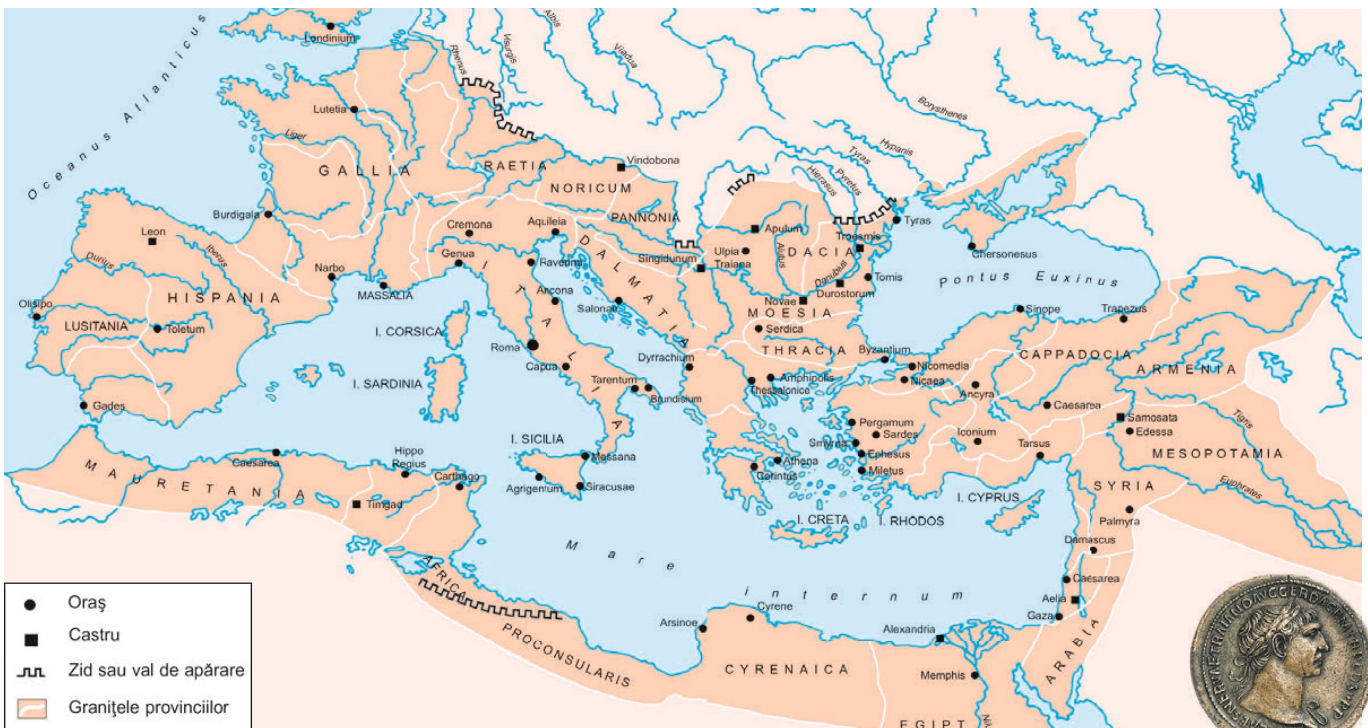 Londinium
Oceanus Atlanticus
Rhenus
Visurgis
Albis
Viadua
Lutetia
Liger
GALLIA
RAETIA
Vindobona
NORICUM
PANNONIA
Borysthenes
Hypanis
Tyras
Pyretus
Hierasus
Burdigala
Cremona
Aquileia
Apulum
DACIA
Troesmis
Tyras
Leon
Durius
Iberus
Narbo
MASSALIA
Genua
Ravenna
ITALIA
DALMATIA
Singidunum
Ulpia
Traiana
Alutus
Danubius
Tomis
Chersonesus
Pontus Euxinus
HISPANIA
Olisipo
LUSITANIA
Toletum
I. CORSICA
Ancona
Salonae
Novae
Durostorum
MOESIA
Serdica
Sinope
Trapezus
Roma
Capua
Dyrrachium
THRACIA
Byzantium
Nicomedia
Nicaea
CAPPADOCIA
ARMENIA
I. SARDINIA
Tarentum
Brundisium
Amphipolis
Thessalonice
Ancyra
Caesarea
Samosata
Edessa
Tigris
Gades
Pergamum
Sardes
Smyrna
Ephesus
Miletus
Iconium
Tarsus
MESOPOTAMIA
MAURETANIA
Caesarea
Hippo
Regius
Carthago
I. SICILIA
Messana
Agrigentum
Siracusae
Athena
Corintus
SYRIA
Euphrates
Timgad
I. CRETA
I. RHODOS
I. CYPRUS
Palmyra
Damascus
Mare internum
AFRICA
PROCONSULARIS
Caesarea
Aelia
Gaza
Arsinoe
Cyrene
Alexandria
ARABIA
CYRENAICA
Memphis
EGIPT
Oraş
Castru
Zid sau val de apărare
Graniţele provinciilor